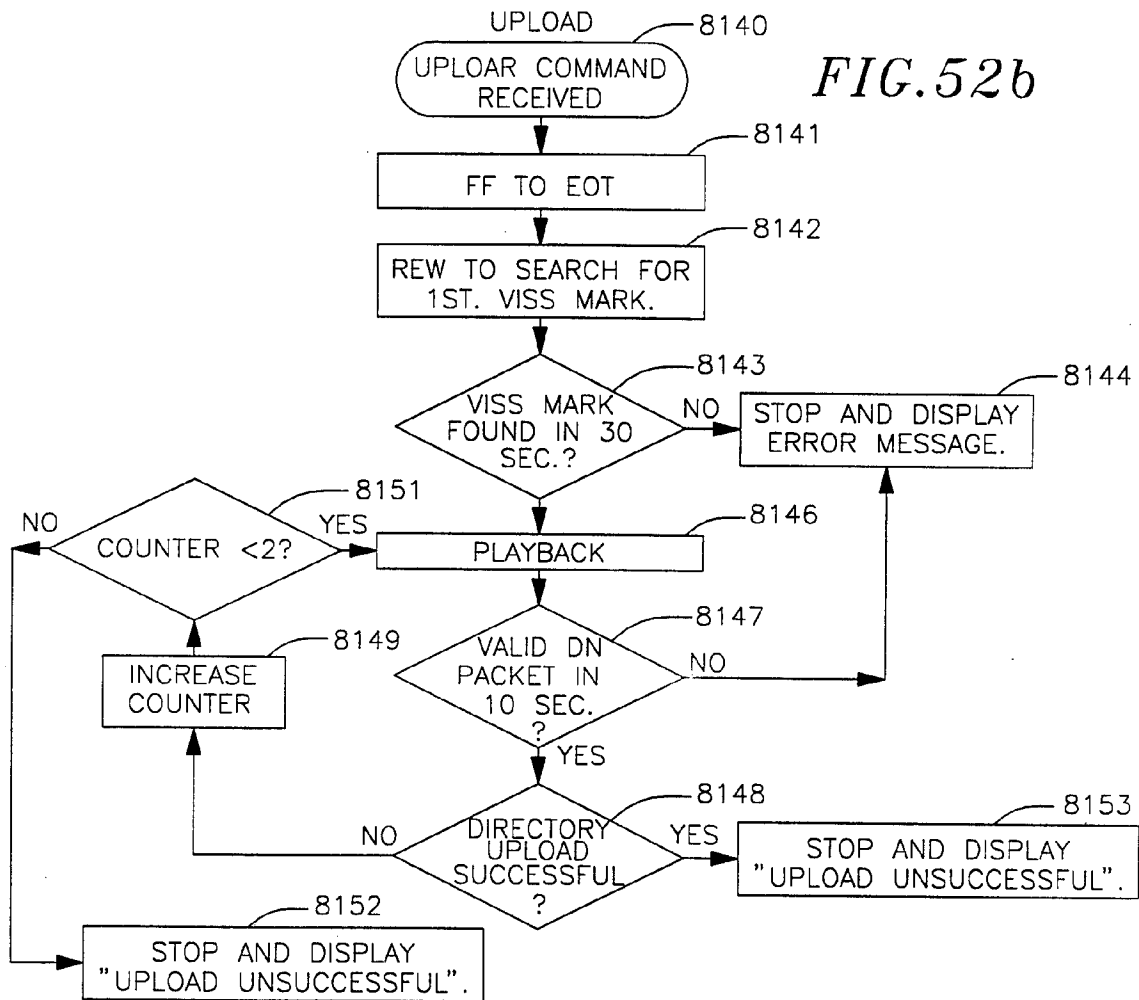 UPLOAD
8140
UPLOAR COMMAND
RECEIVED
FIG.52b
8141
FF TO EOT
8142
REW TO SEARCH FOR
1ST. VISS MARK.
8143
VISS MARK
FOUND IN 30
SEC.?
NO
8144
STOP AND DISPLAY
ERROR MESSAGE.
8151
NO
COUNTER <2?
YES
8146
PLAYBACK
8147
VALID DN
PACKET IN
10 SEC.
?
NO
YES
8149
INCREASE
COUNTER
8148
NO
DIRECTORY
UPLOAD
SUCCESSFUL
?
YES
8153
STOP AND DISPLAY
"UPLOAD UNSUCCESSFUL".
8152
STOP AND DISPLAY
"UPLOAD UNSUCCESSFUL".